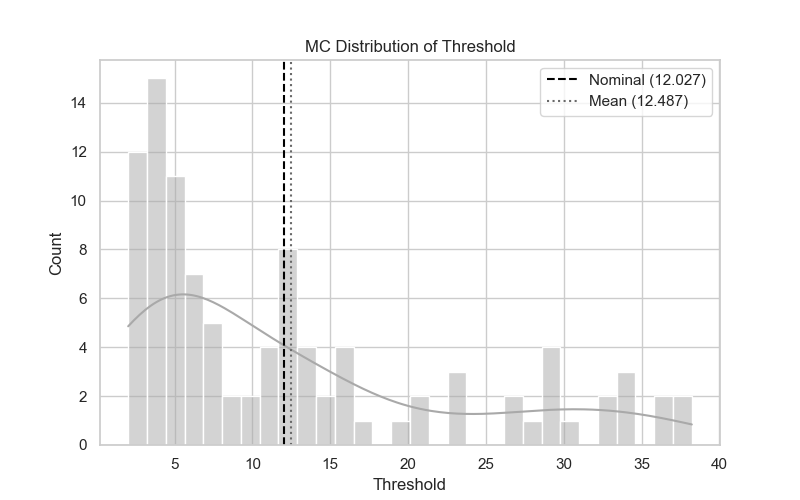 MC Distribution of Threshold
Nominal (12.027)
Mean (12.487)
Count
14
12
10
8
6
4
2
0
5 10 15 20 25 30 35 40
Threshold